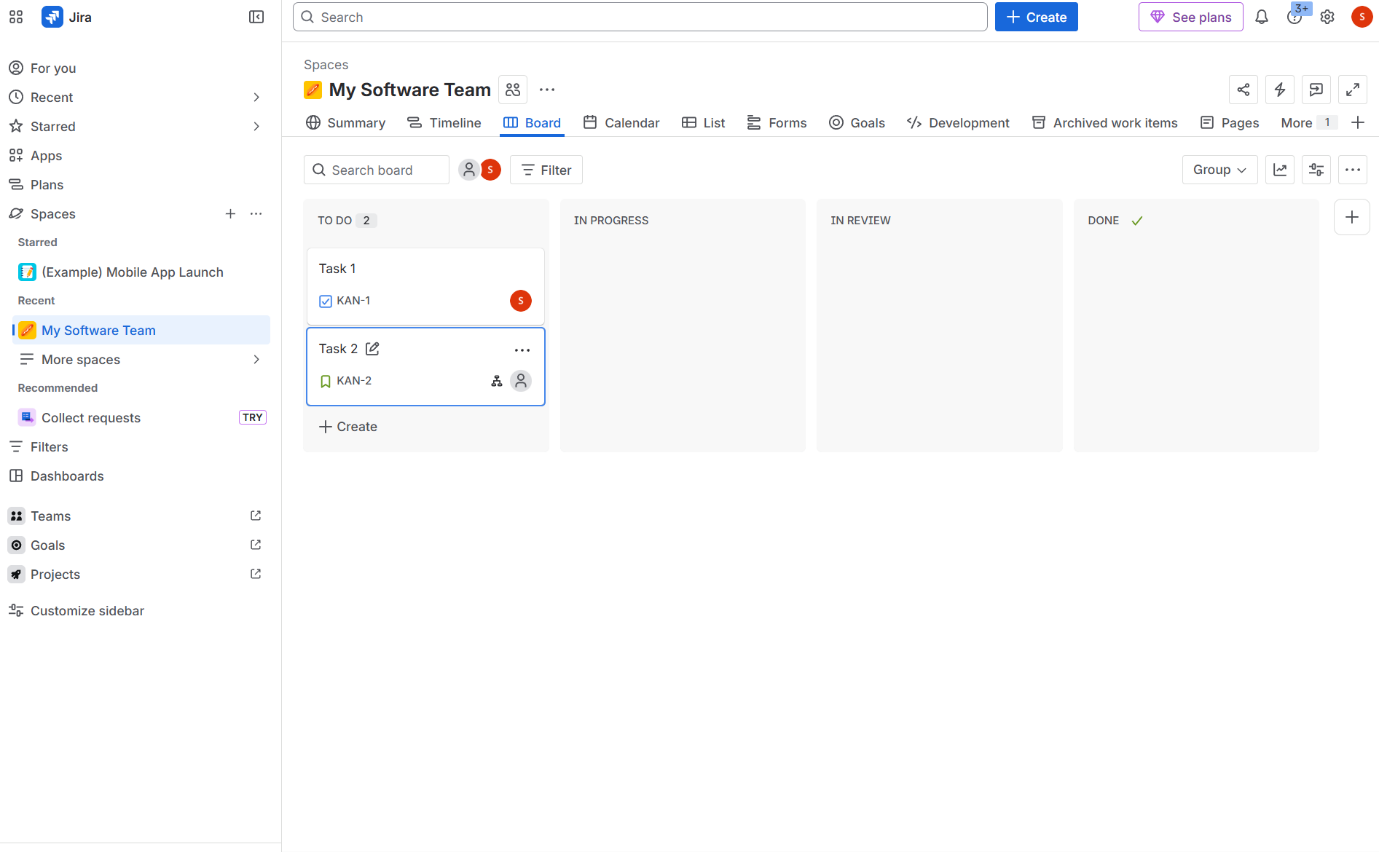 Jira
Search
Create
See plans
3+
S
For you
Recent
Starred
Apps
Plans
Spaces
Starred
(Example) Mobile App Launch
Recent
My Software Team
More spaces
Recommended
Collect requests TRY
Filters
Dashboards
Teams
Goals
Projects
Customize sidebar
Spaces
My Software Team
Summary Timeline Board Calendar List Forms Goals Development Archived work items Pages More 1
Search board S Filter Group
TO DO 2
Task 1
KAN-1 S
Task 2
KAN-2
Create
IN PROGRESS
IN REVIEW
DONE